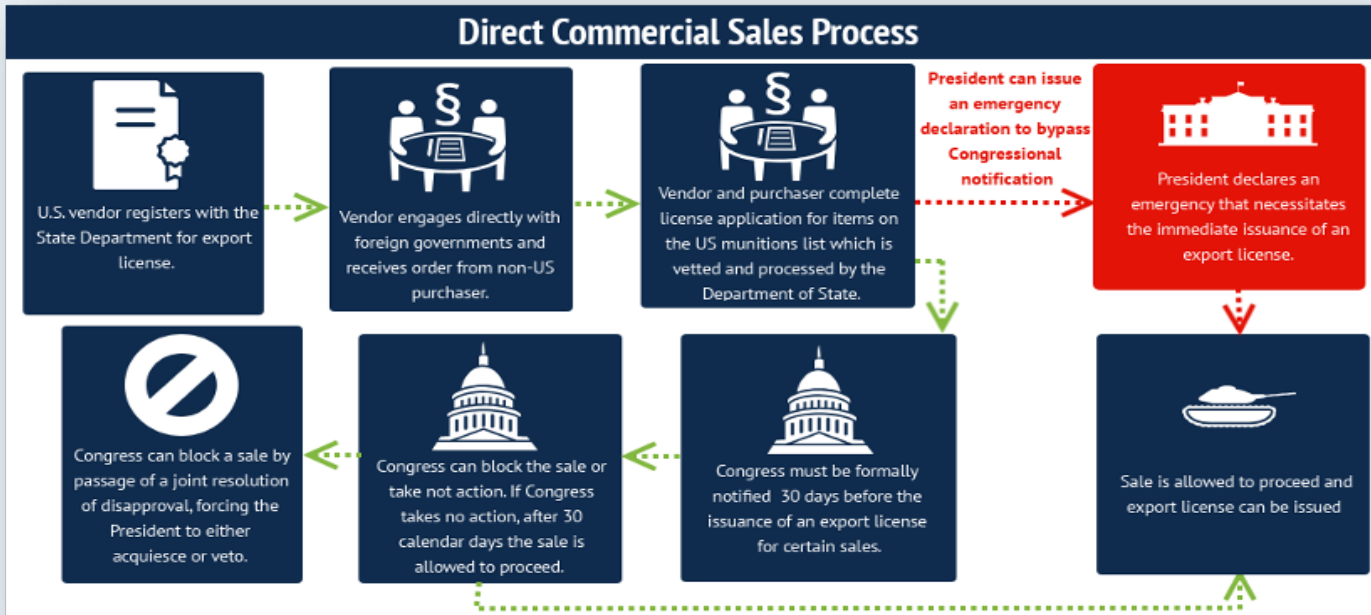 Direct Commercial Sales Process
U.S. vendor registers with the
State Department for export
license.
§
Vendor engages directly with
foreign governments and
receives order from non-US
purchaser.
§
Vendor and purchaser complete
license application for items on
the US munitions list which is
vetted and processed by the
Department of State.
President can issue
an emergency
declaration to bypass
Congressional
notification
President declares an
emergency that necessitates
the immediate issuance of an
export license.
Congress can block a sale by
passage of a joint resolution
of disapproval, forcing the
President to either
acquiesce or veto.
Congress can block the sale or
take not action. If Congress
takes no action, after 30
calendar days the sale is
allowed to proceed.
Congress must be formally
notified 30 days before the
issuance of an export license
for certain sales.
Sale is allowed to proceed and
export license can be issued